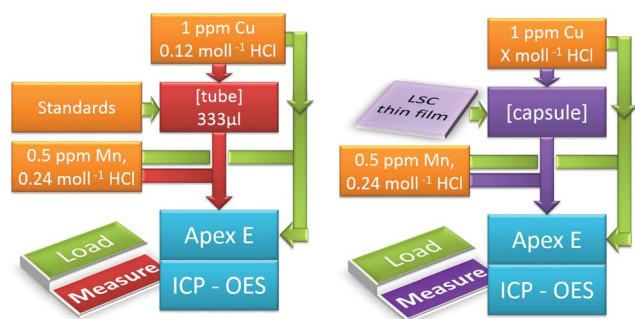 1 ppm Cu
0.12 moll⁻¹ HCl
Standards
[tube]
333µl
0.5 ppm Mn,
0.24 moll⁻¹ HCl
Apex E
ICP - OES
Load
Measure
1 ppm Cu
X moll⁻¹ HCl
LSC
thin film
[capsule]
0.5 ppm Mn,
0.24 moll⁻¹ HCl
Apex E
ICP - OES
Load
Measure